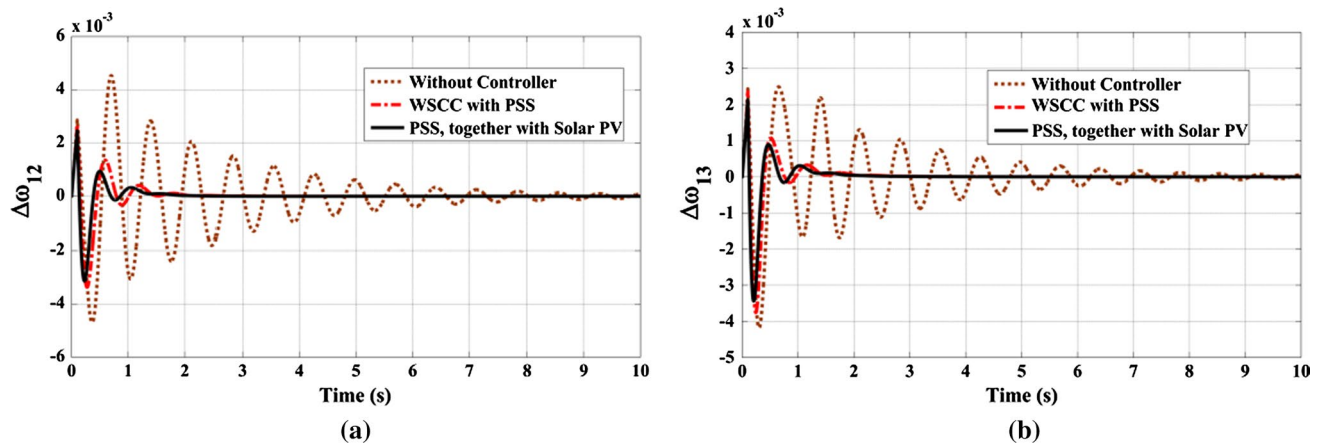 x 10⁻³
6
4
2
0
-2
-4
-6
Δω12
Without Controller
WSCC with PSS
PSS, together with Solar PV
0 1 2 3 4 5 6 7 8 9 10
Time (s)
(a)
x 10⁻³
4
3
2
1
0
-1
-2
-3
-4
-5
Δω13
Without Controller
WSCC with PSS
PSS, together with Solar PV
0 1 2 3 4 5 6 7 8 9 10
Time (s)
(b)